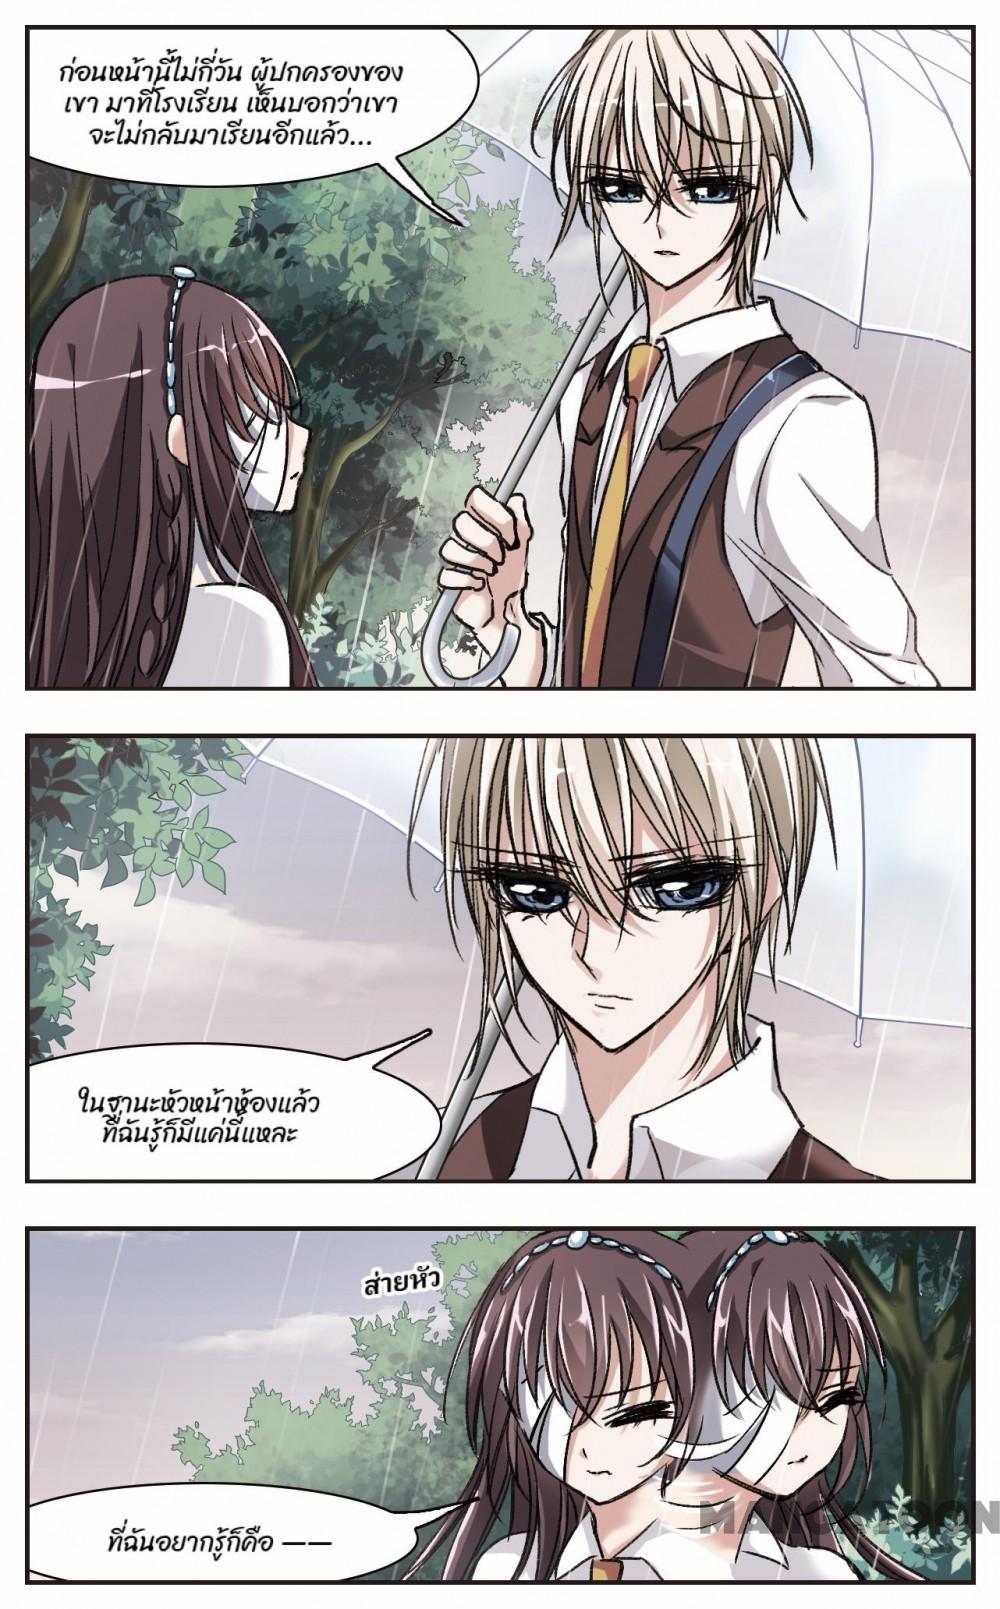 ก่อนหน้านี้ไม่กี่วัน ผู้ปกครองของ
เขา มาที่โรงเรียน เห็นบอกว่าเขา
จะไม่กลับมาเรียนอีกแล้ว...
ในฐานะหัวหน้าห้องแล้ว
ที่ฉันรู้ก็มีแค่นี้แหละ
ส่ายหัว
ที่ฉันอยากรู้ก็คือ ——
MANGATOON